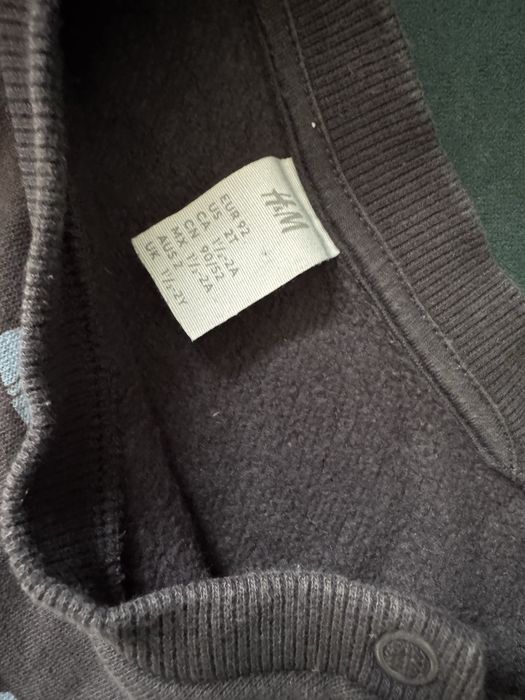 H&M
EUR 92
US 2T
CA 1½-2A
CN 90/52
MX 1½-2A
AUS 2
UK 1½-2Y